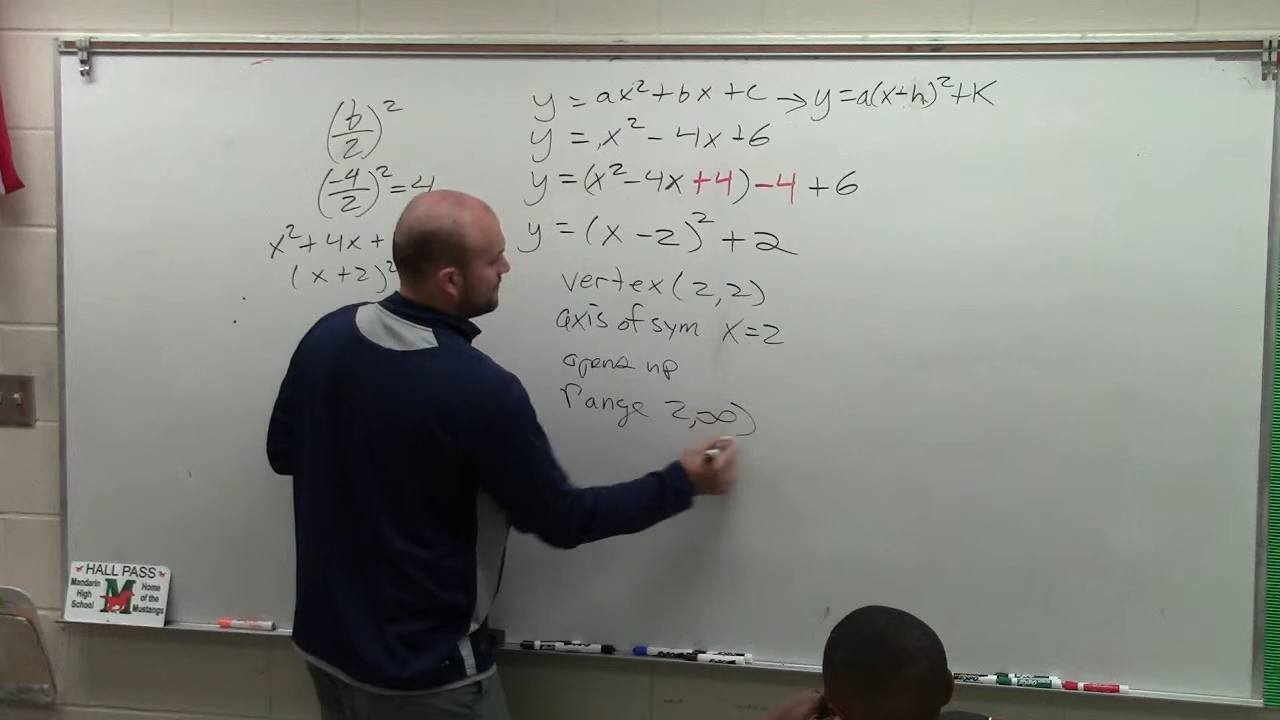 (b/2)²
(-4/2)²=4
x²+4x+
(x+2)²
y=ax²+bx+c→y=a(x+h)²+K
y=x²-4x+6
y=(x²-4x+4)-4+6
y=(x-2)²+2
vertex(2,2)
axis of sym x=2
opens up
range 2,∞)
HALL PASS
Mandarin High School
M
Home of the Mustangs